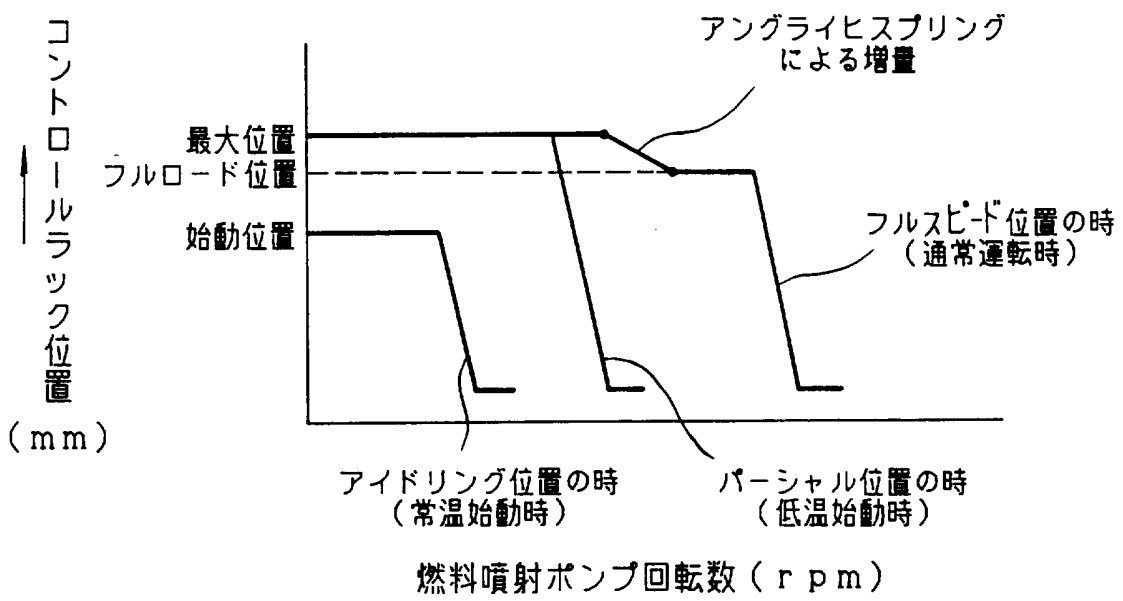 コントロールラック位置
(mm)
アングライヒスプリング
による増量
最大位置
フルロード位置
始動位置
フルスピード位置の時
(通常運転時)
アイドリング位置の時
(常温始動時)
パーシャル位置の時
(低温始動時)
燃料噴射ポンプ回転数(rpm)